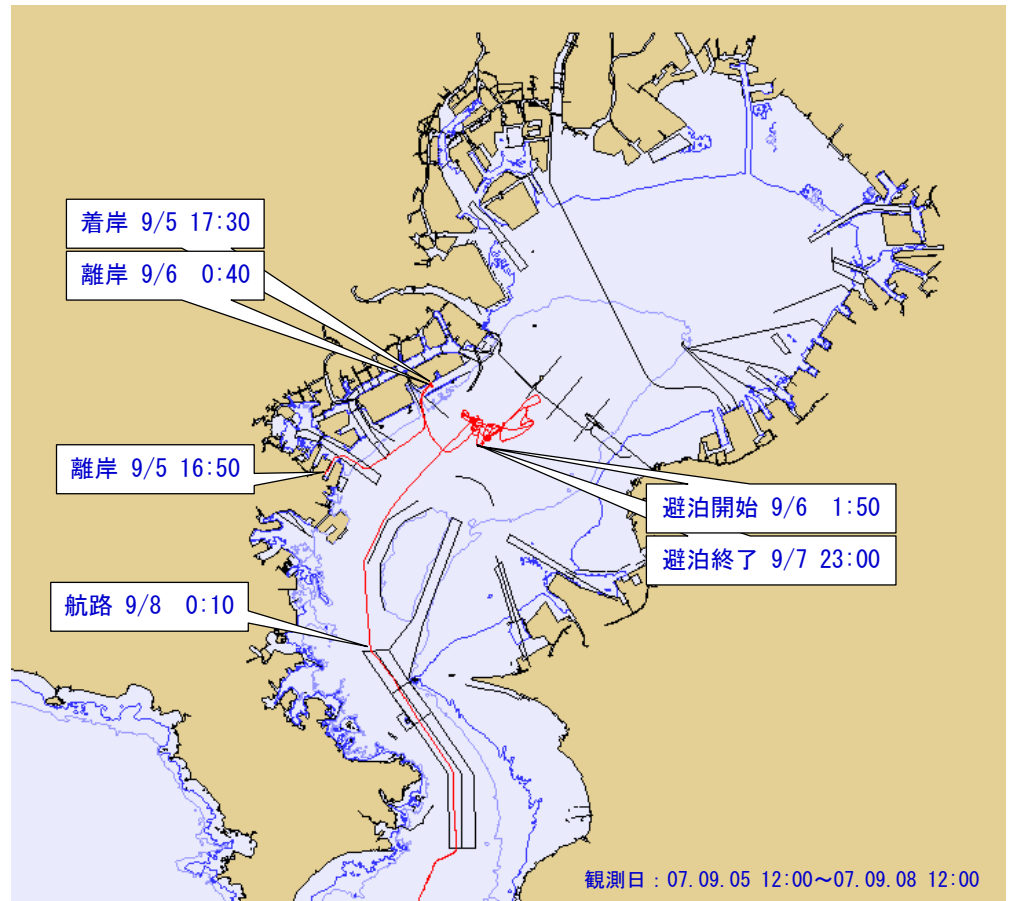 着岸 9/5 17:30
離岸 9/6 0:40
離岸 9/5 16:50
避泊開始 9/6 1:50
避泊終了 9/7 23:00
航路 9/8 0:10
観測日：07.09.05 12:00～07.09.08 12:00